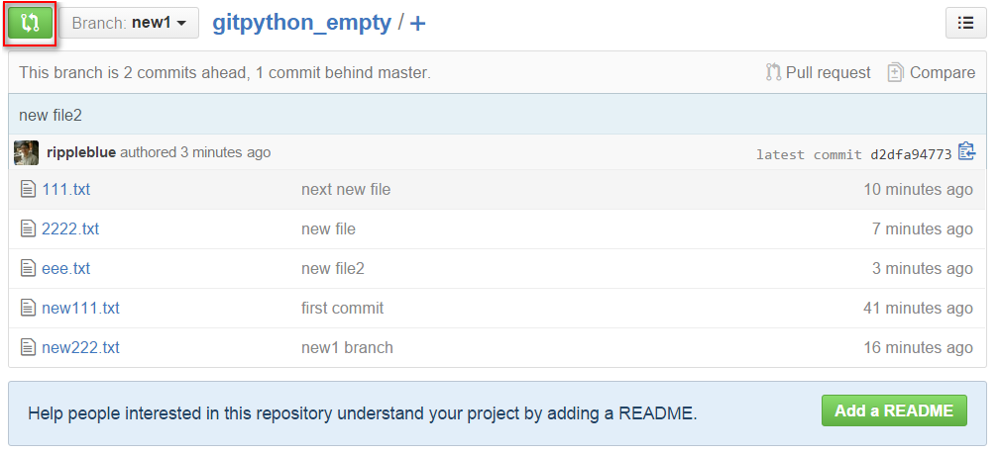 Branch: new1 gitpython_empty / +
This branch is 2 commits ahead, 1 commit behind master. Pull request Compare
new file2
rippleblue authored 3 minutes ago latest commit d2dfa94773
111.txt next new file 10 minutes ago
2222.txt new file 7 minutes ago
eee.txt new file2 3 minutes ago
new111.txt first commit 41 minutes ago
new222.txt new1 branch 16 minutes ago
Help people interested in this repository understand your project by adding a README. Add a README